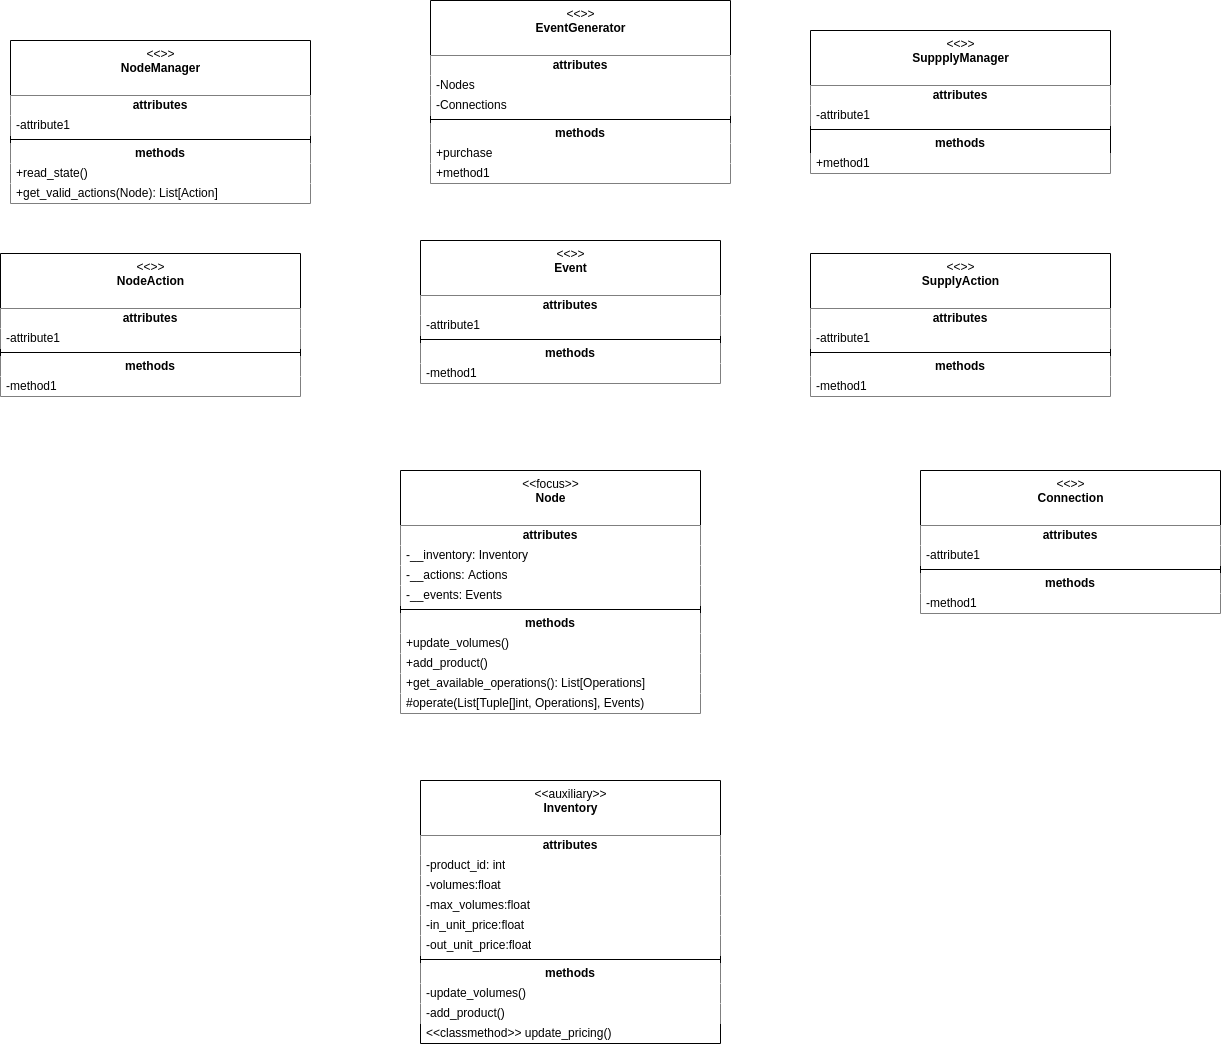 <<>>
NodeManager
attributes
-attribute1
methods
+read_state()
+get_valid_actions(Node): List[Action]
<<>>
EventGenerator
attributes
-Nodes
-Connections
methods
+purchase
+method1
<<>>
SuppplyManager
attributes
-attribute1
methods
+method1
<<>>
NodeAction
attributes
-attribute1
methods
-method1
<<>>
Event
attributes
-attribute1
methods
-method1
<<>>
SupplyAction
attributes
-attribute1
methods
-method1
<<focus>>
Node
attributes
-__inventory: Inventory
-__actions: Actions
-__events: Events
methods
+update_volumes()
+add_product()
+get_available_operations(): List[Operations]
#operate(List[Tuple[]int, Operations], Events)
<<>>
Connection
attributes
-attribute1
methods
-method1
<<auxiliary>>
Inventory
attributes
-product_id: int
-volumes:float
-max_volumes:float
-in_unit_price:float
-out_unit_price:float
methods
-update_volumes()
-add_product()
<<classmethod>> update_pricing()